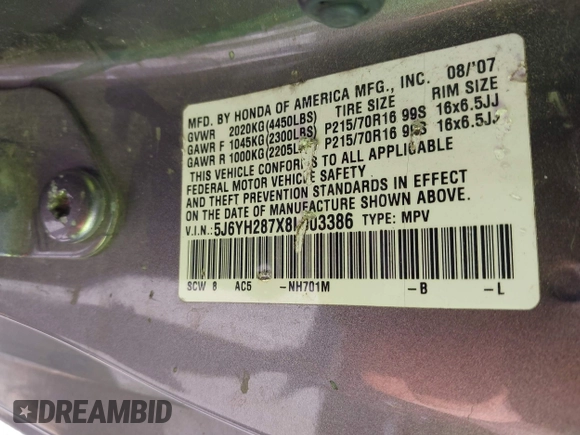 MFD. BY HONDA OF AMERICA MFG., INC. 08/'07
GVWR 2020KG(4450LBS) TIRE SIZE RIM SIZE
GAWR F 1045KG(2300LBS) P215/70R16 99S 16x6.5JJ
GAWR R 1000KG(2205L P215/70R16 99S 16x6.5JJ
THIS VEHICLE CONFORMS TO ALL APPLICABLE
FEDERAL MOTOR VEHICLE SAFETY
AND THEFT PREVENTION STANDARDS IN EFFECT
ON THE DATE OF MANUFACTURE SHOWN ABOVE.
V.I.N.: TYPE: MPV
SCW 8 AC5 -NH701M -B -L
DREAMBID